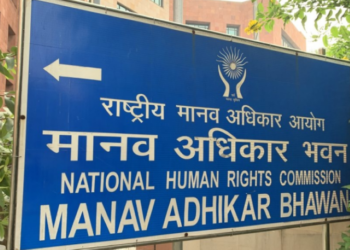 राष्ट्रीय मानव अधिकार आयोग
मानव अधिकार भवन
NATIONAL HUMAN RIGHTS COMMISSION
MANAV ADHIKAR BHAWAN